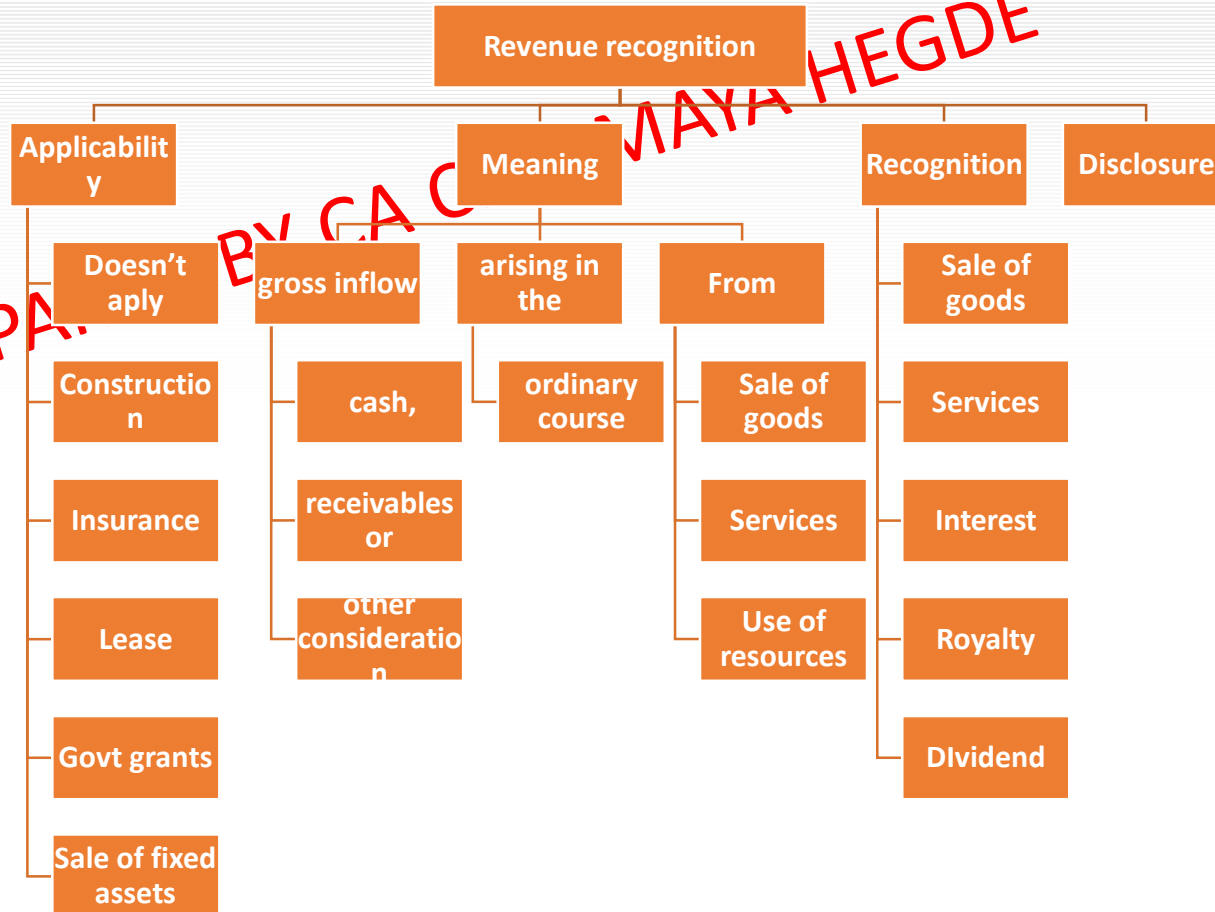 Revenue recognition
Applicabilit
y
Doesn't
aply
Constructio
n
Insurance
Lease
Govt grants
Sale of fixed
assets
Meaning
gross inflow
cash,
receivables
or
other
consideratio
n
arising in
the
ordinary
course
From
Sale of
goods
Services
Use of
resources
Recognition
Sale of
goods
Services
Interest
Royalty
DIvidend
Disclosure
BY CA
MAYA HEGDE